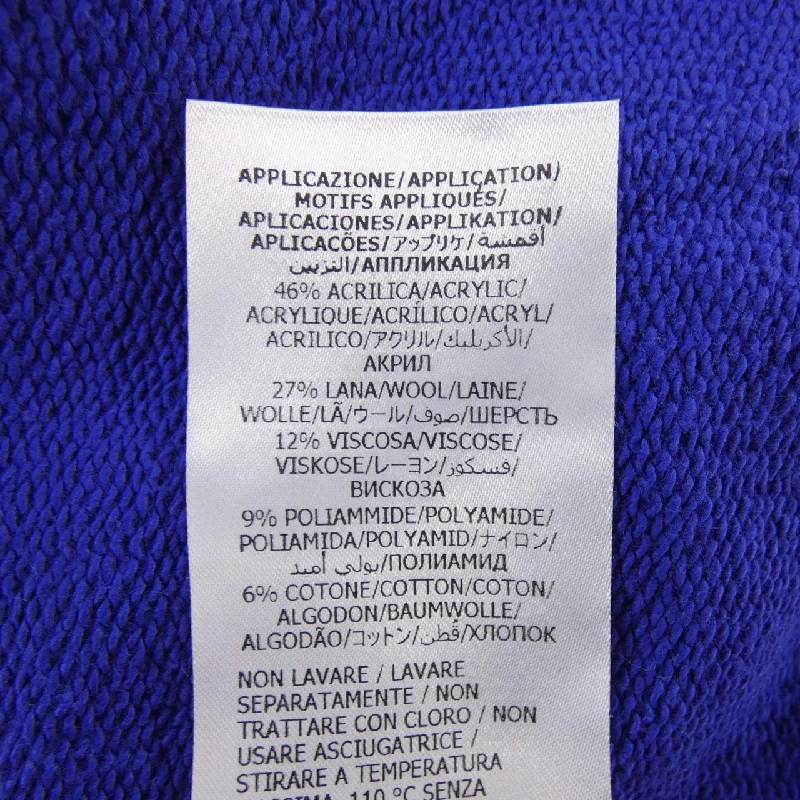 APPLICAZIONE/APPLICATION/
MOTIFS APPLIQUÉS/
APLICACIONES/APPLIKATION/
APLICACÕES/アップリケ/أقمشة
التزيين/АППЛИКАЦИЯ
46% ACRILICA/ACRYLIC/
ACRYLIQUE/ACRÍLICO/ACRYL/
ACRILICO/アクリル/الأكريليك/
АКРИЛ
27% LANA/WOOL/LAINE/
WOLLE/LÃ/ウール/صوف/ШЕРСТЬ
12% VISCOSA/VISCOSE/
VISKOSE/レーヨン/فسكوز/
ВИСКОЗА
9% POLIAMMIDE/POLYAMIDE/
POLIAMIDA/POLYAMID/ナイロン/
بولي أميد/ПОЛИАМИД
6% COTONE/COTTON/COTON/
ALGODON/BAUMWOLLE/
ALGODÃO/コットン/قطن/ХЛОПОК
NON LAVARE / LAVARE
SEPARATAMENTE / NON
TRATTARE CON CLORO / NON
USARE ASCIUGATRICE /
STIRARE A TEMPERATURA
MASSIMA 110 °C SENZA